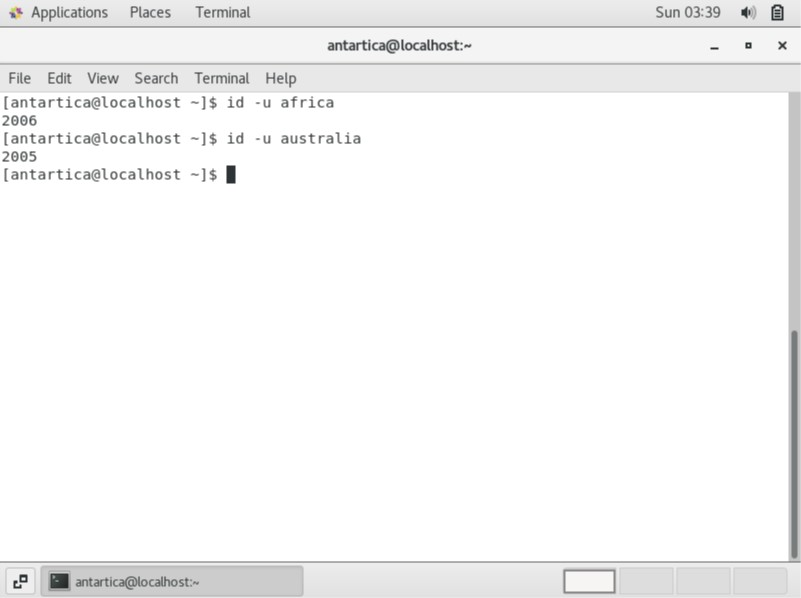 Applications Places Terminal Sun 03:39
antartica@localhost:~
File Edit View Search Terminal Help
[antartica@localhost ~]$ id -u africa
2006
[antartica@localhost ~]$ id -u australia
2005
[antartica@localhost ~]$
antartica@localhost:~